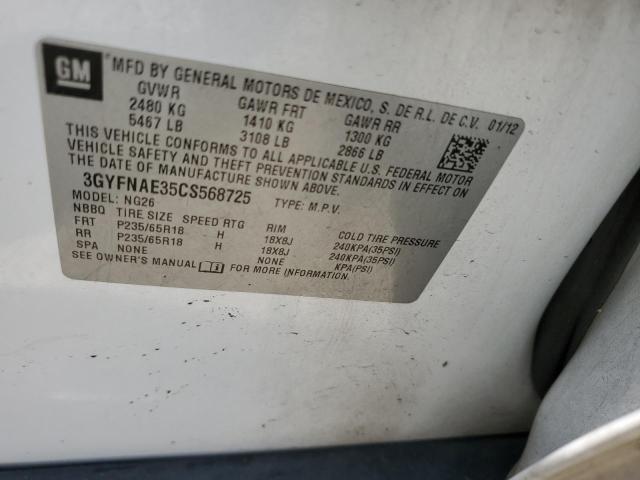 GM
*MFD BY GENERAL MOTORS DE MEXICO, S. DE R.L. DE C.V. 01/12
GVWR GAWR FRT GAWR RR
2480 KG 1410 KG 1300 KG
5467 LB 3108 LB 2866 LB
THIS VEHICLE CONFORMS TO ALL APPLICABLE U.S. FEDERAL MOTOR
VEHICLE SAFETY AND THEFT PREVENTION STANDARDS IN EFFECT ON
THE DATE OF MANUFACTURE SHOWN ABOVE.
3GYFNAE35CS568725 TYPE: M.P.V.
MODEL: NG26
NBBQ TIRE SIZE SPEED RTG RIM COLD TIRE PRESSURE
FRT P235/65R18 H 18X8J 240KPA(35PSI)
RR P235/65R18 H 18X8J 240KPA(35PSI)
SPA NONE NONE KPA(PSI)
SEE OWNER'S MANUAL FOR MORE INFORMATION.